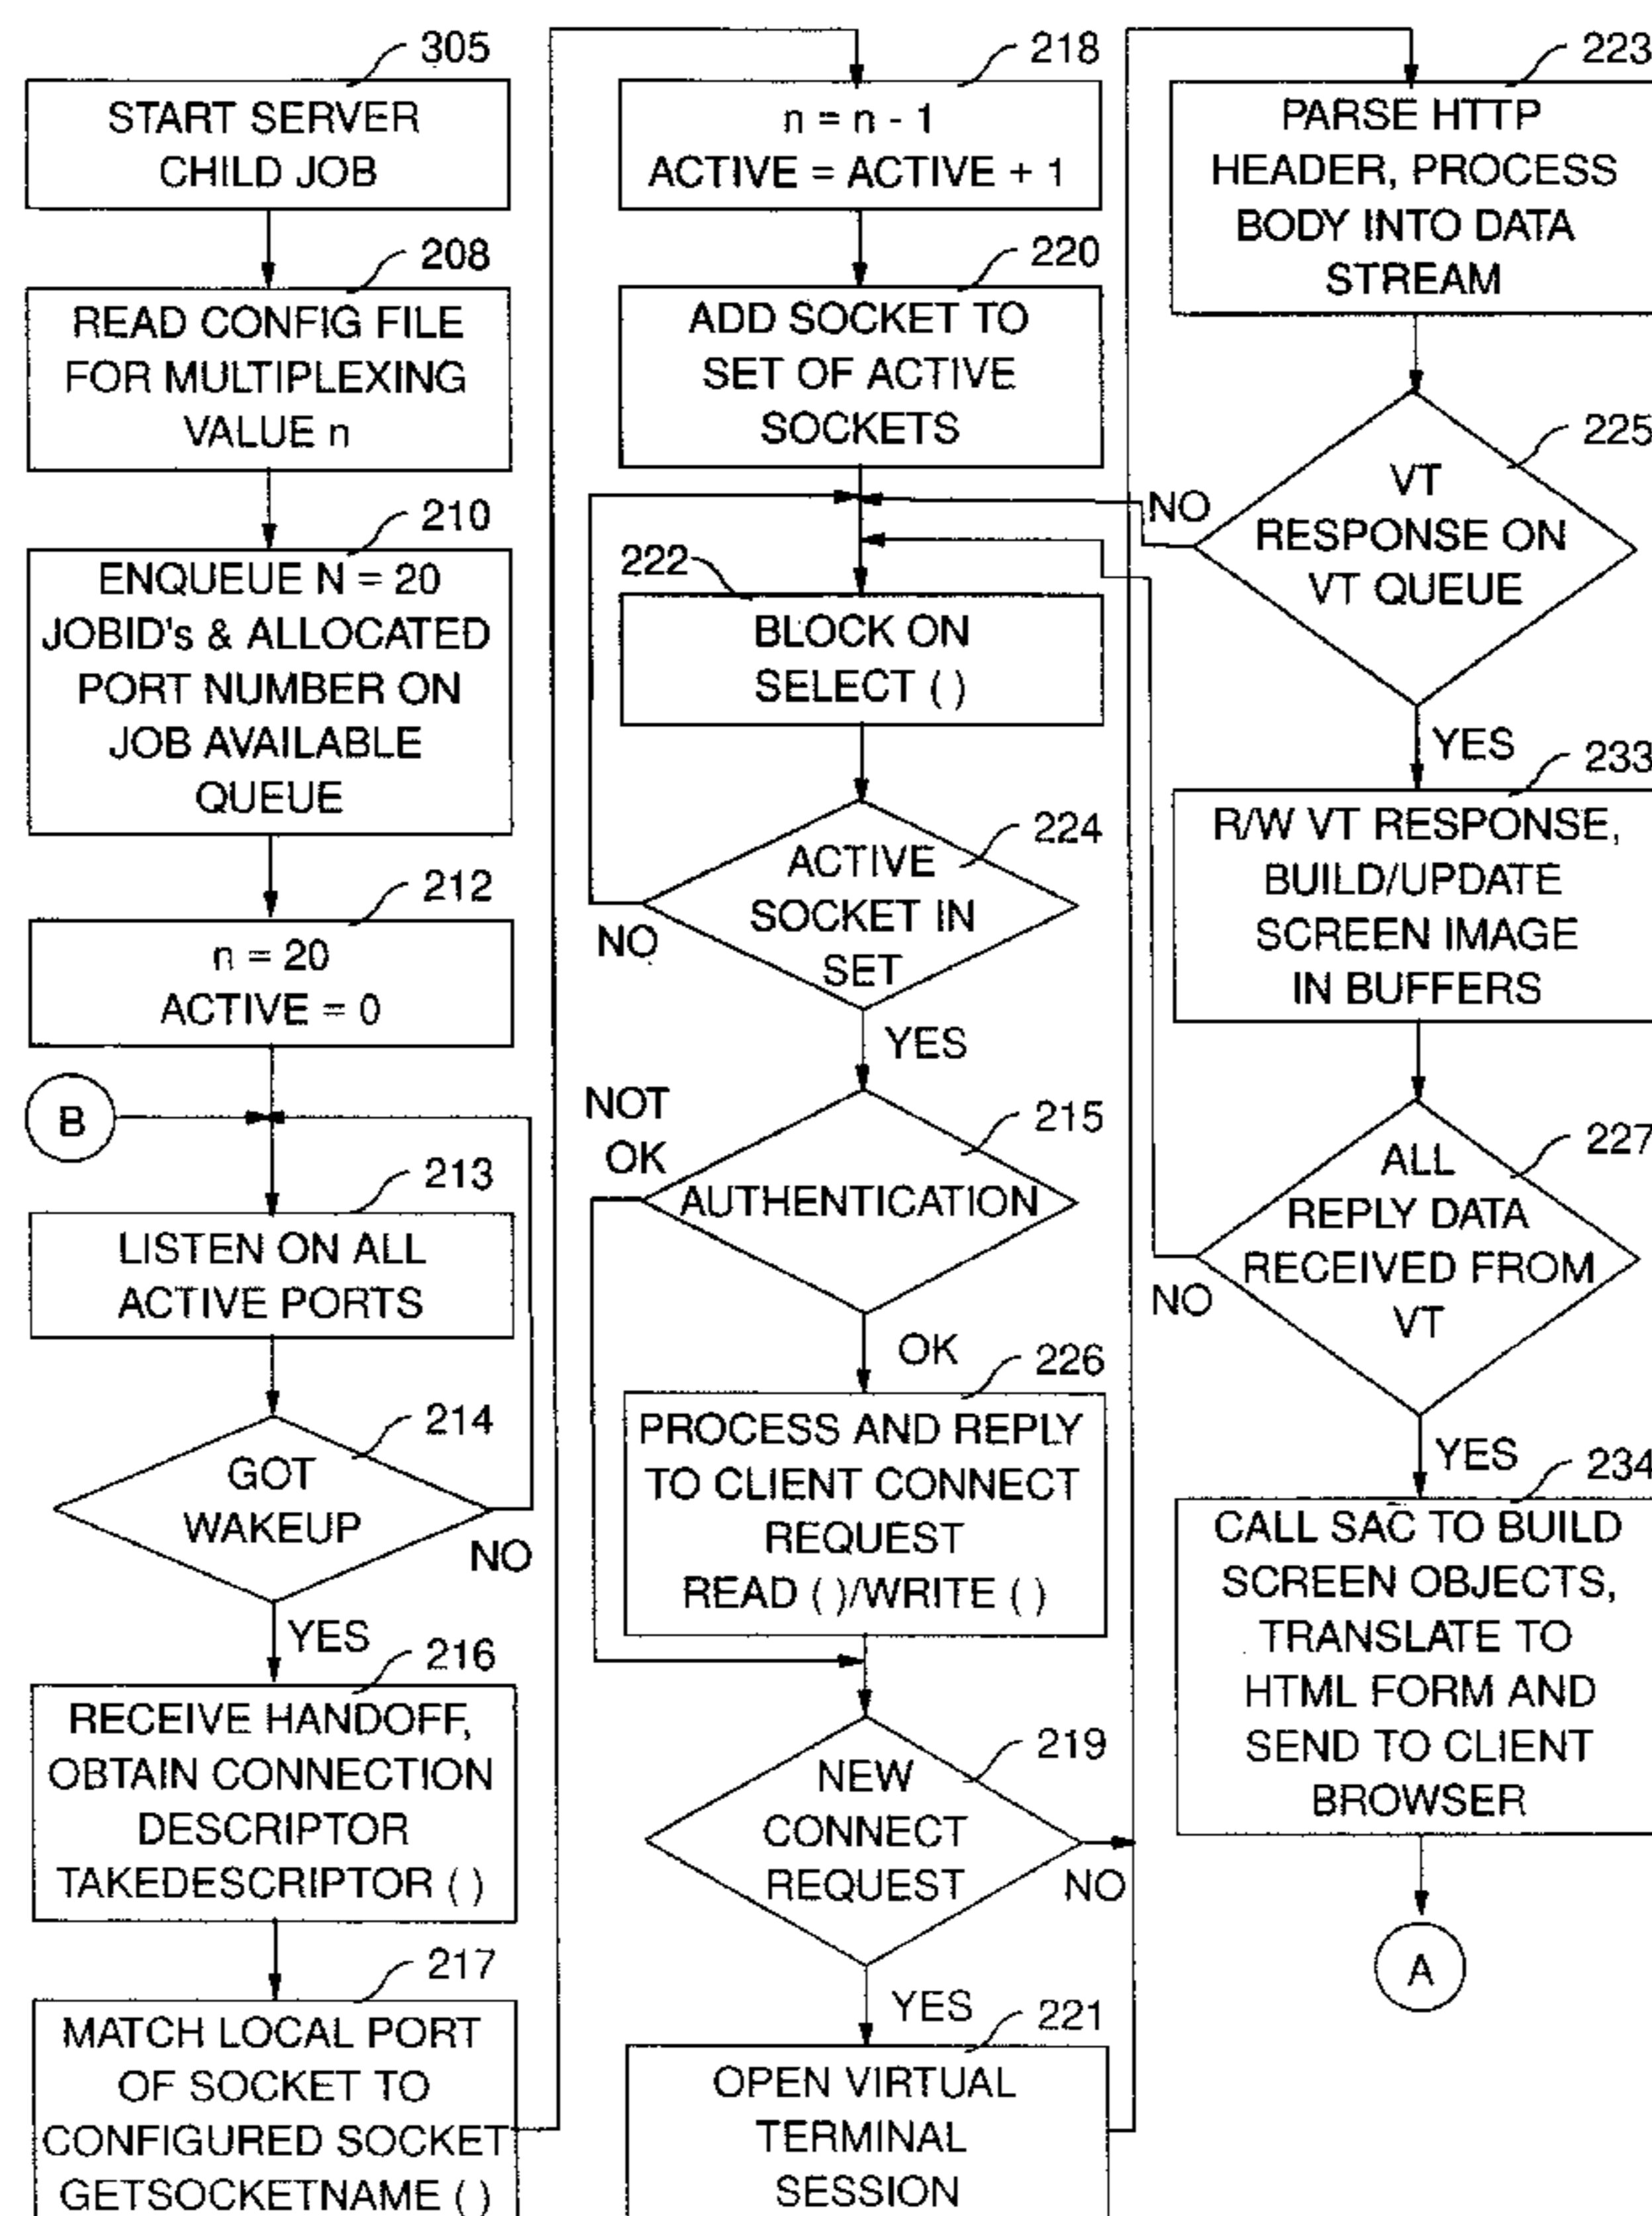 305
START SERVER
CHILD JOB
208
READ CONFIG FILE
FOR MULTIPLEXING
VALUE n
210
ENQUEUE N = 20
JOBID's & ALLOCATED
PORT NUMBER ON
JOB AVAILABLE
QUEUE
212
n = 20
ACTIVE = 0
B
213
LISTEN ON ALL
ACTIVE PORTS
214
GOT
WAKEUP
NO
YES
216
RECEIVE HANDOFF,
OBTAIN CONNECTION
DESCRIPTOR
TAKEDESCRIPTOR ( )
217
MATCH LOCAL PORT
OF SOCKET TO
CONFIGURED SOCKET
GETSOCKETNAME ( )
218
n = n - 1
ACTIVE = ACTIVE + 1
220
ADD SOCKET TO
SET OF ACTIVE
SOCKETS
222
BLOCK ON
SELECT ( )
224
ACTIVE
SOCKET IN
SET
NO
YES
NOT
OK
215
AUTHENTICATION
OK
226
PROCESS AND REPLY
TO CLIENT CONNECT
REQUEST
READ ( )/WRITE ( )
219
NEW
CONNECT
REQUEST
NO
YES
221
OPEN VIRTUAL
TERMINAL
SESSION
223
PARSE HTTP
HEADER, PROCESS
BODY INTO DATA
STREAM
225
VT
RESPONSE ON
VT QUEUE
NO
YES
233
R/W VT RESPONSE,
BUILD/UPDATE
SCREEN IMAGE
IN BUFFERS
227
ALL
REPLY DATA
RECEIVED FROM
VT
NO
YES
234
CALL SAC TO BUILD
SCREEN OBJECTS,
TRANSLATE TO
HTML FORM AND
SEND TO CLIENT
BROWSER
A